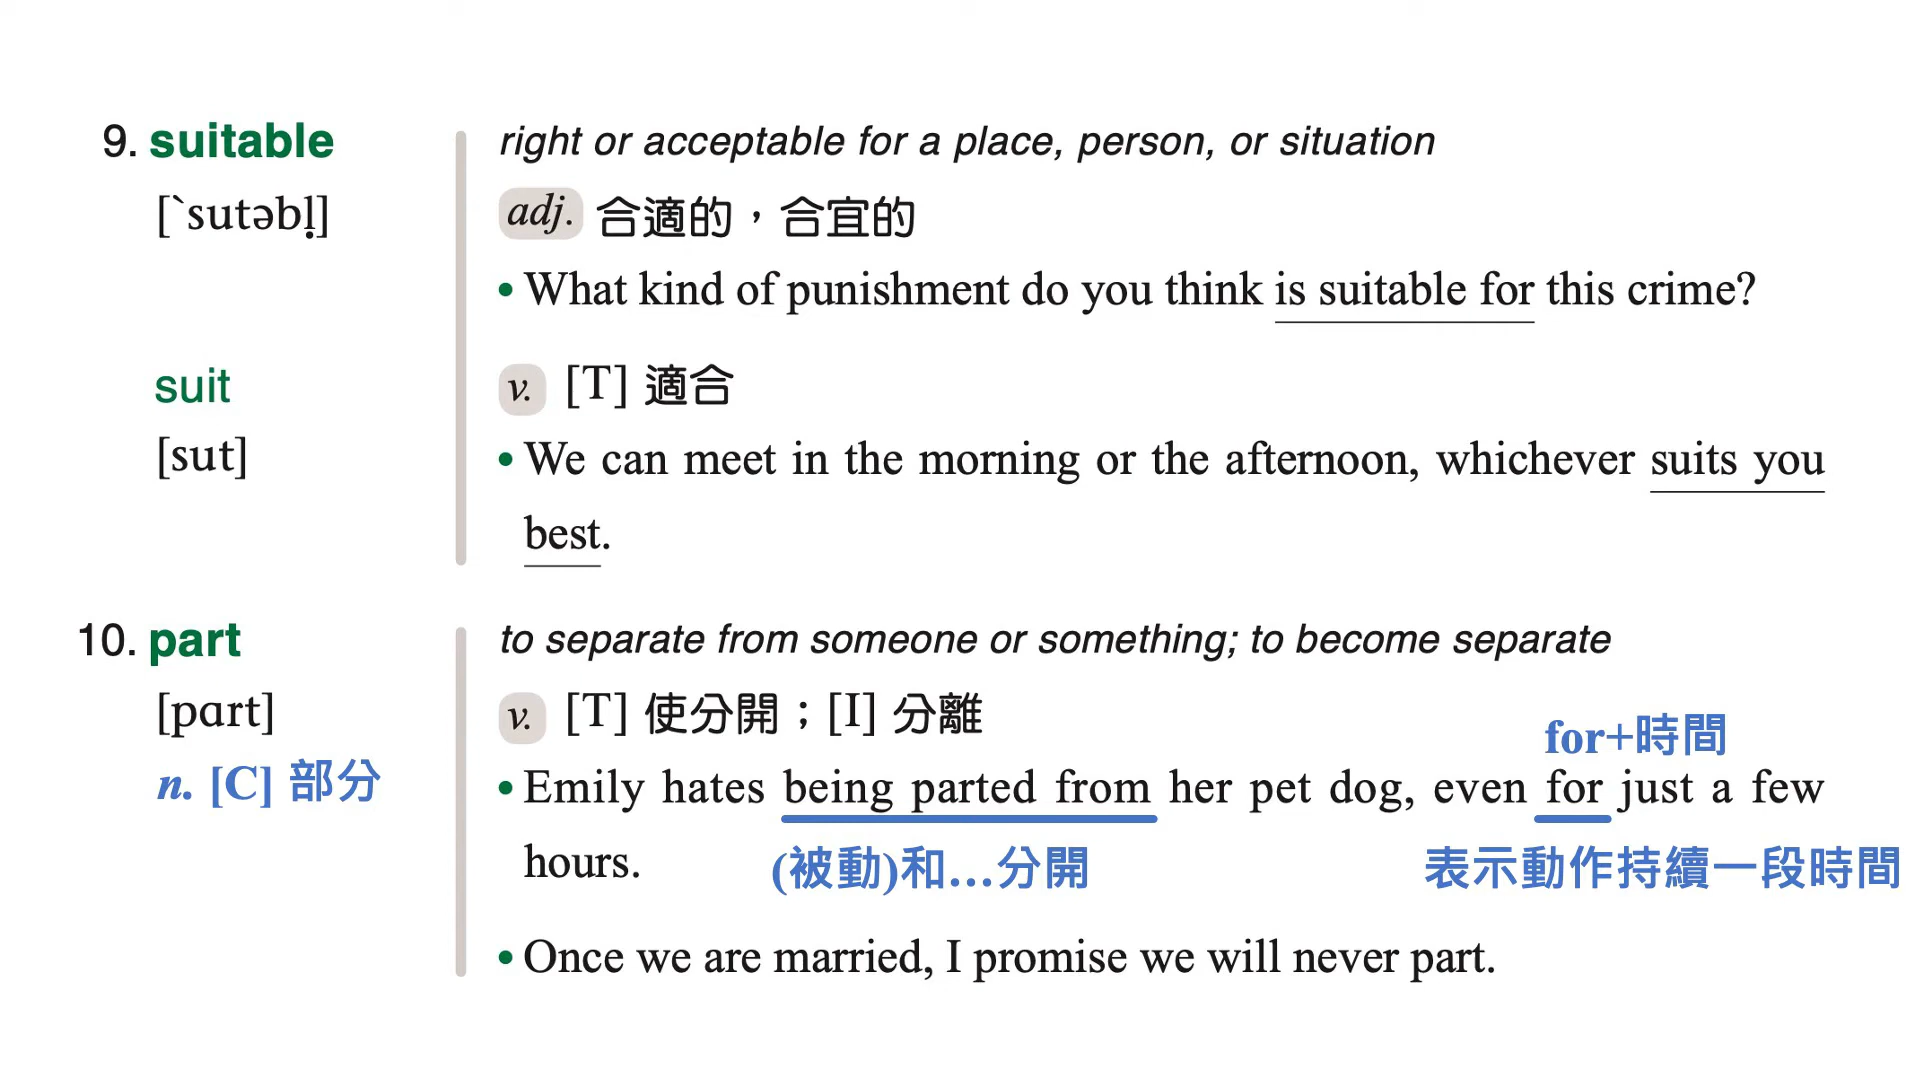 9. suitable
right or acceptable for a place, person, or situation
[ˋsutəbl̩]
adj. 合適的，合宜的
• What kind of punishment do you think is suitable for this crime?
suit
v. [T] 適合
[sut]
• We can meet in the morning or the afternoon, whichever suits you
best.
10. part
to separate from someone or something; to become separate
[pɑrt]
v. [T] 使分開；[I] 分離
for+時間
n. [C] 部分
• Emily hates being parted from her pet dog, even for just a few
hours.
(被動)和…分開
表示動作持續一段時間
• Once we are married, I promise we will never part.